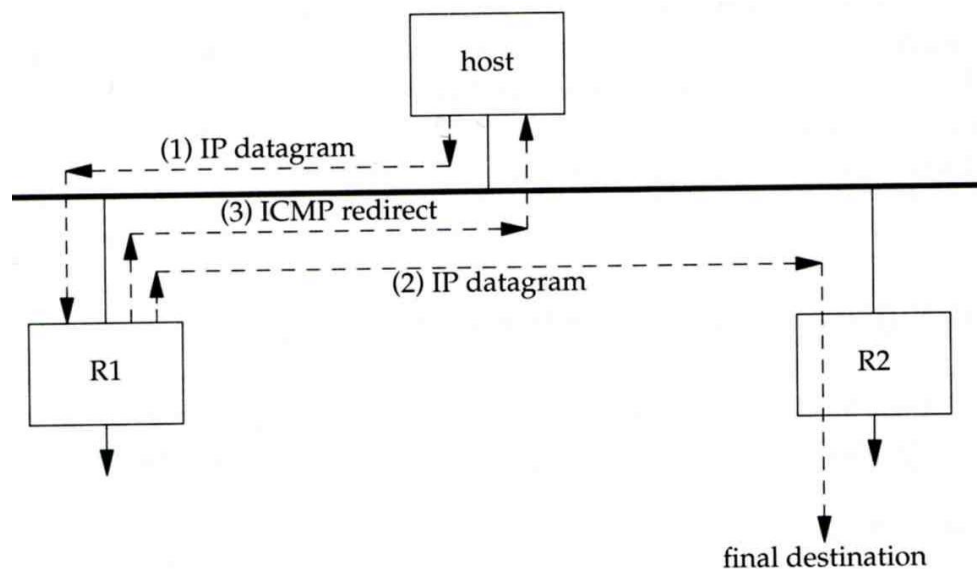 host
(1) IP datagram
(3) ICMP redirect
(2) IP datagram
R1
R2
final destination